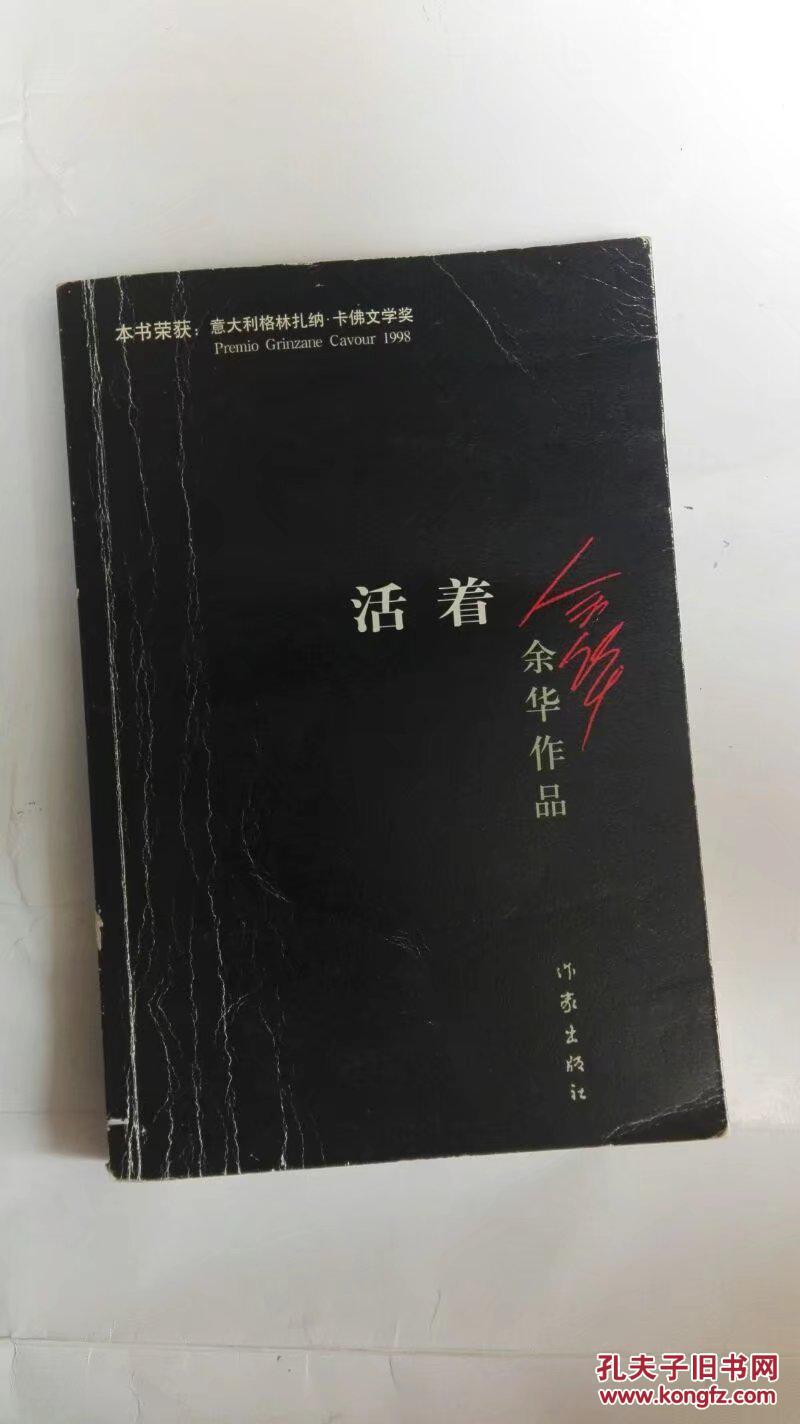 本书荣获：意大利格林扎纳·卡佛文学奖
Premio Grinzane Cavour 1998
活着
余华
余华作品
作家出版社
孔夫子旧书网
www.kongfz.com